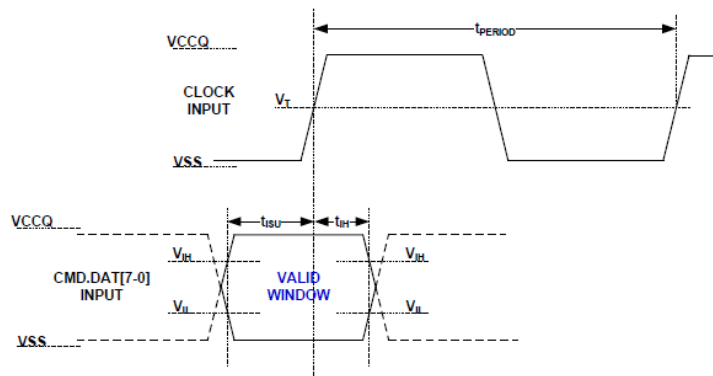 tPERIOD
VCCQ
CLOCK
INPUT
VT
VSS
VCCQ
tISU
tIH
VIH
VIH
CMD.DAT[7-0]
INPUT
VALID
WINDOW
VIL
VIL
VSS